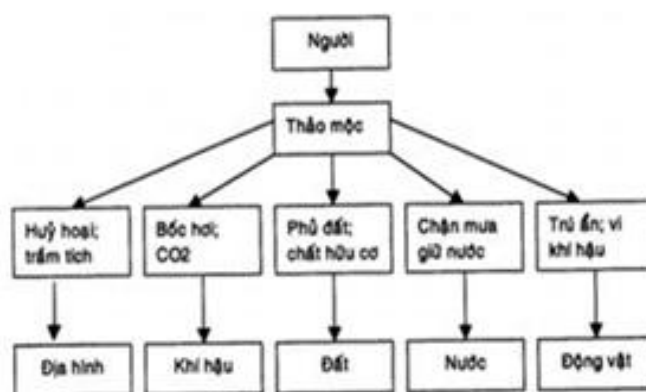 Người
Thảo mộc
Huỷ hoại;
trầm tích
Bốc hơi;
CO2
Phủ đất;
chất hữu cơ
Chận mưa
giữ nước
Trú ẩn; vi
khí hậu
Địa hình
Khí hậu
Đất
Nước
Động vật